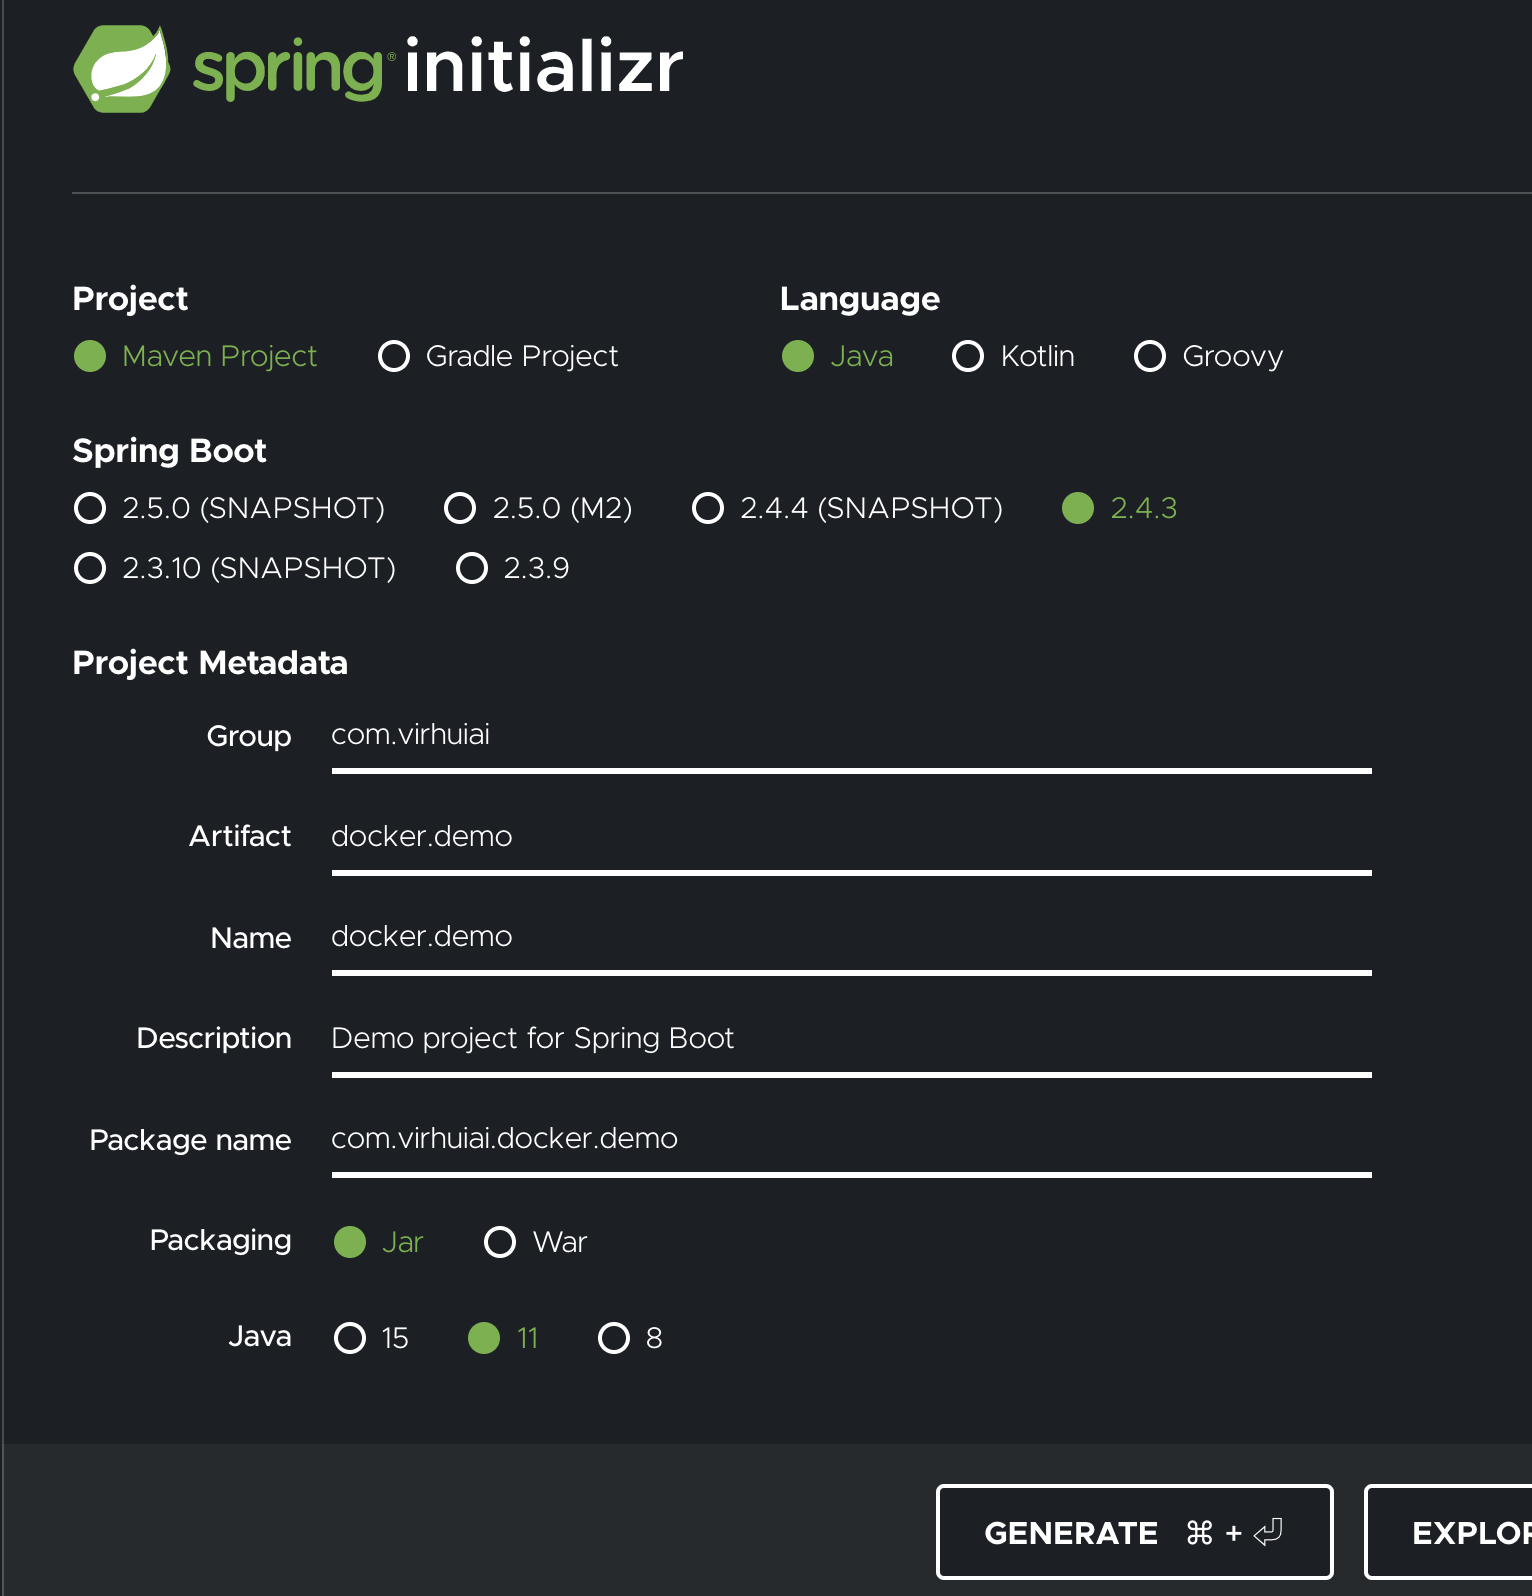 spring® initializr
Project
Language
Maven Project Gradle Project
Java Kotlin Groovy
Spring Boot
2.5.0 (SNAPSHOT) 2.5.0 (M2) 2.4.4 (SNAPSHOT) 2.4.3
2.3.10 (SNAPSHOT) 2.3.9
Project Metadata
Group com.virhuiai
Artifact docker.demo
Name docker.demo
Description Demo project for Spring Boot
Package name com.virhuiai.docker.demo
Packaging Jar War
Java 15 11 8
GENERATE ⌘ + ⏎ EXPLOR